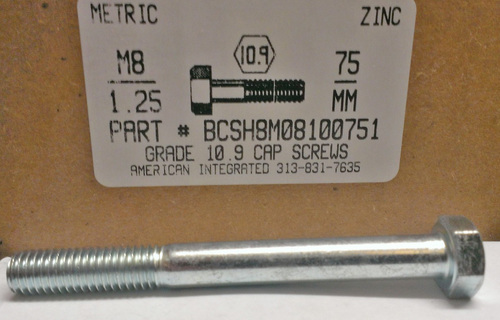 METRIC ZINC
10.9
M8 75
1.25 MM
PART # BCSH8M08100751
GRADE 10.9 CAP SCREWS
AMERICAN INTEGRATED 313-831-7635